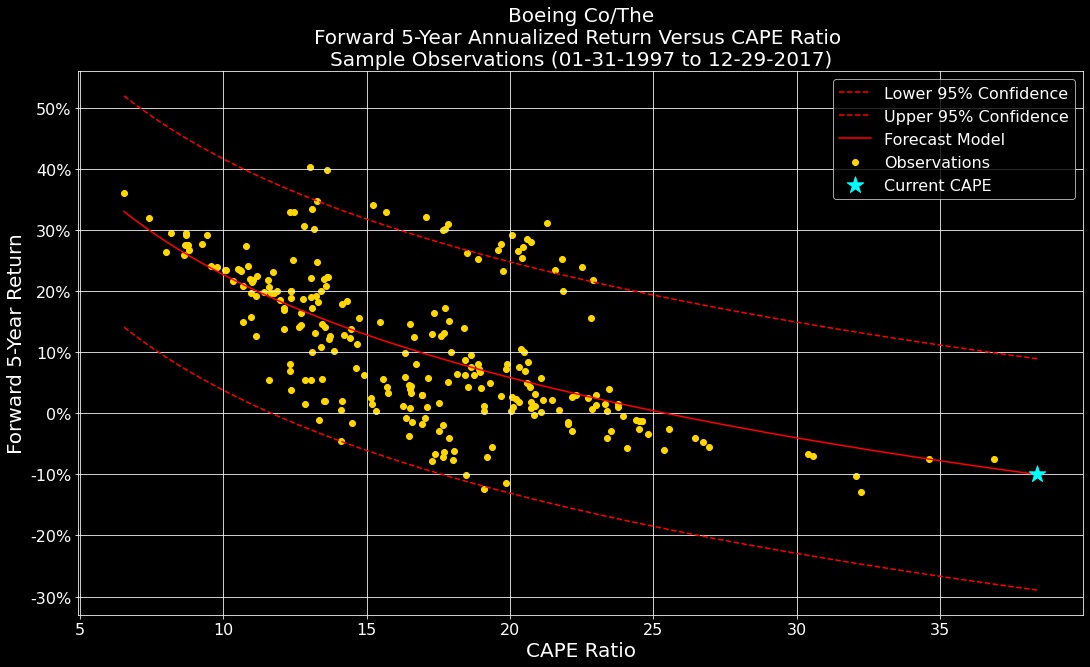 Boeing Co/The
Forward 5-Year Annualized Return Versus CAPE Ratio
Sample Observations (01-31-1997 to 12-29-2017)
Lower 95% Confidence
Upper 95% Confidence
Forecast Model
Observations
Current CAPE
Forward 5-Year Return
50%
40%
30%
20%
10%
0%
-10%
-20%
-30%
5 10 15 20 25 30 35
CAPE Ratio